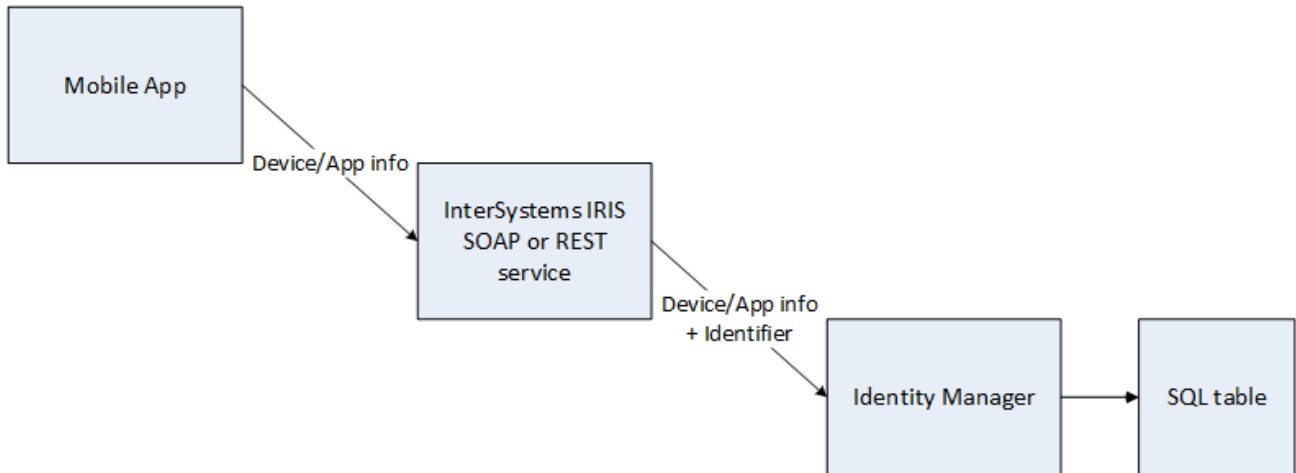 Mobile App
Device/App info
InterSystems IRIS
SOAP or REST
service
Device/App info
+ Identifier
Identity Manager
SQL table